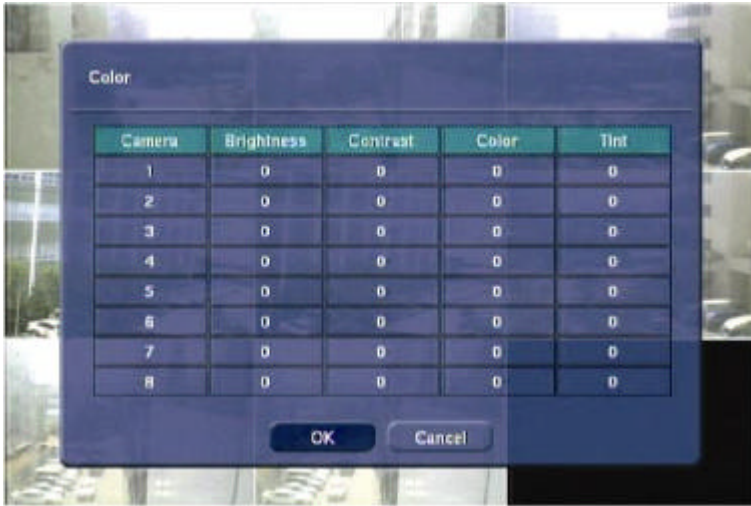 Color
Camera Brightness Contrast Color Tint
1 0 0 0 0
2 0 0 0 0
3 0 0 0 0
4 0 0 0 0
5 0 0 0 0
6 0 0 0 0
7 0 0 0 0
8 0 0 0 0
OK Cancel